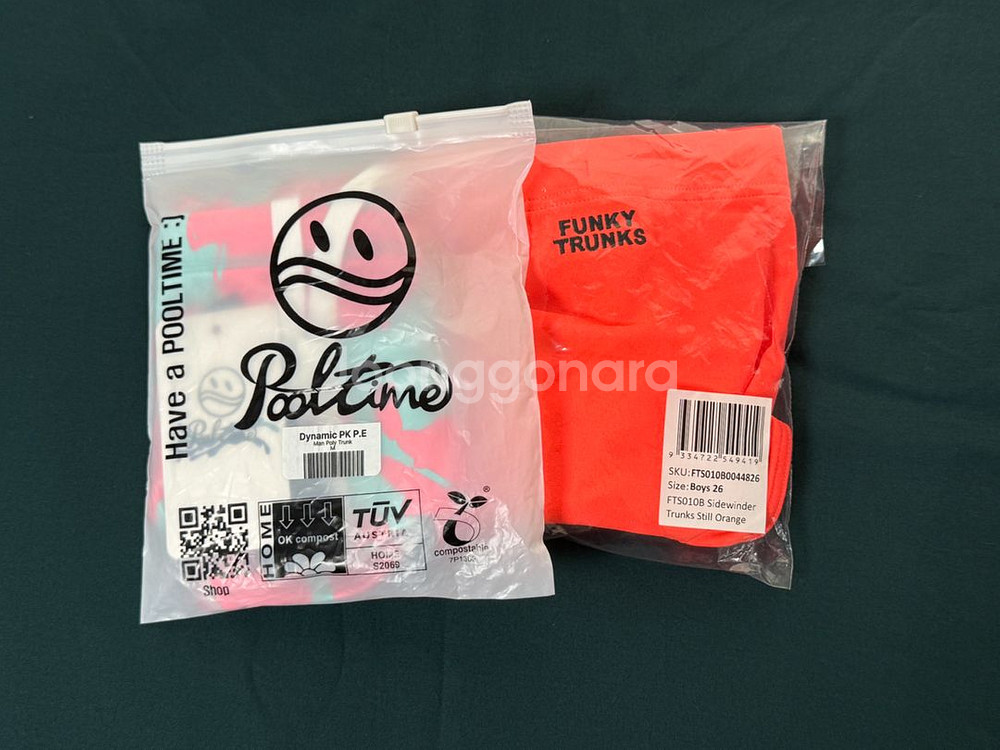 Have a POOLTIME :)
Pooltime
Dynamic PK P.E
Man Poly Trunk
M
HOME
OK compost
TÜV
AUSTRIA
HOME
S2069
®
compostable
Shop
FUNKY
TRUNKS
9 334722 549419
SKU: FTS010B0044826
Size: Boys 26
FTS010B Sidewinder
Trunks Still Orange